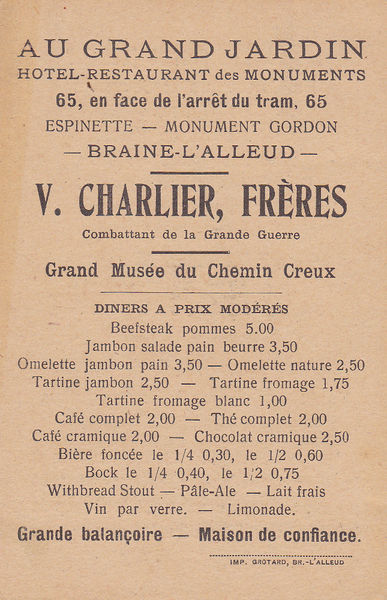 AU GRAND JARDIN
HOTEL-RESTAURANT des MONUMENTS
65, en face de l'arrêt du tram, 65
ESPINETTE — MONUMENT GORDON
— BRAINE-L'ALLEUD —
V. CHARLIER, FRÈRES
Combattant de la Grande Guerre
Grand Musée du Chemin Creux
DINERS A PRIX MODÉRÉS
Beefsteak pommes 5.00
Jambon salade pain beurre 3,50
Omelette jambon pain 3,50 — Omelette nature 2,50
Tartine jambon 2,50 — Tartine fromage 1,75
Tartine fromage blanc 1,00
Café complet 2,00 — Thé complet 2,00
Café cramique 2,00 — Chocolat cramique 2,50
Bière foncée le 1/4 0,30, le 1/2 0,60
Bock le 1/4 0,40, le 1/2 0,75
Withbread Stout — Pâle-Ale — Lait frais
Vin par verre. — Limonade.
Grande balançoire — Maison de confiance.
IMP. GROTARD, BR.-L'ALLEUD